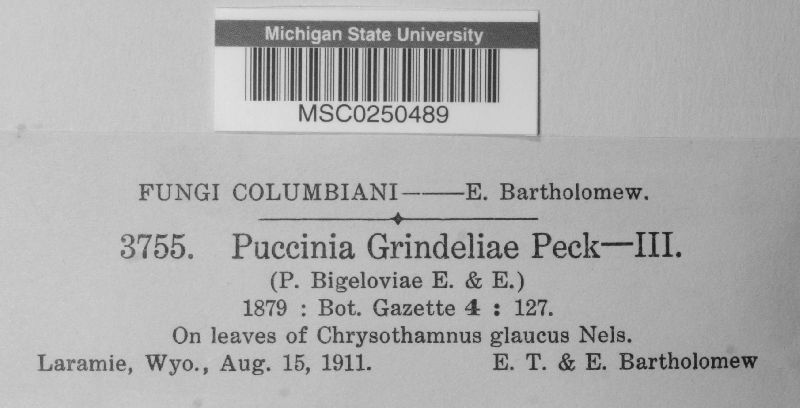 Michigan State University
MSC0250489
FUNGI COLUMBIANI———E. Bartholomew.
3755. Puccinia Grindeliae Peck—III.
(P. Bigeloviae E. & E.)
1879 : Bot. Gazette 4 : 127.
On leaves of Chrysothamnus glaucus Nels.
Laramie, Wyo., Aug. 15, 1911. E. T. & E. Bartholomew